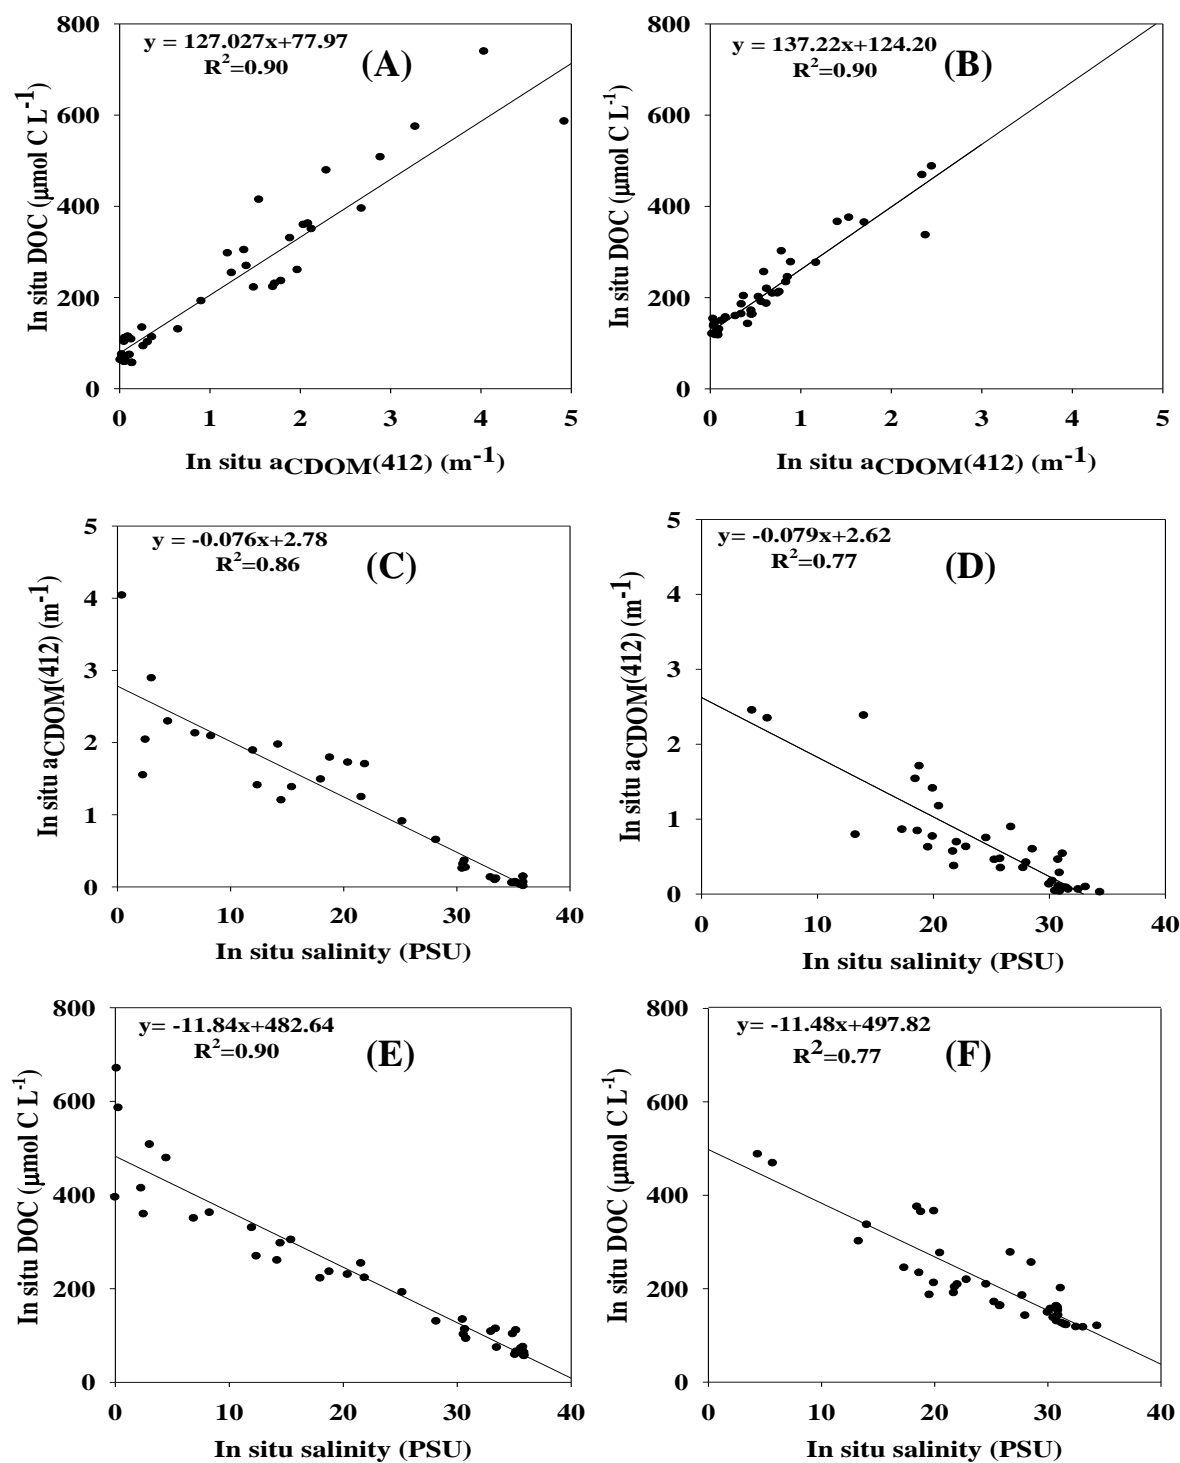 y = 127.027x+77.97
R²=0.90
(A)
In situ DOC (µmol C L⁻¹)
800
600
400
200
0
0 1 2 3 4 5
In situ aCDOM(412) (m⁻¹)
y = 137.22x+124.20
R²=0.90
(B)
In situ DOC (µmol C L⁻¹)
800
600
400
200
0
0 1 2 3 4 5
In situ aCDOM(412) (m⁻¹)
y = -0.076x+2.78
R²=0.86
(C)
In situ aCDOM(412) (m⁻¹)
5
4
3
2
1
0
0 10 20 30 40
In situ salinity (PSU)
y= -0.079x+2.62
R²=0.77
(D)
In situ aCDOM(412) (m⁻¹)
5
4
3
2
1
0
0 10 20 30 40
In situ salinity (PSU)
y= -11.84x+482.64
R²=0.90
(E)
In situ DOC (µmol C L⁻¹)
800
600
400
200
0
0 10 20 30 40
In situ salinity (PSU)
y= -11.48x+497.82
R²=0.77
(F)
In situ DOC (µmol C L⁻¹)
800
600
400
200
0
0 10 20 30 40
In situ salinity (PSU)